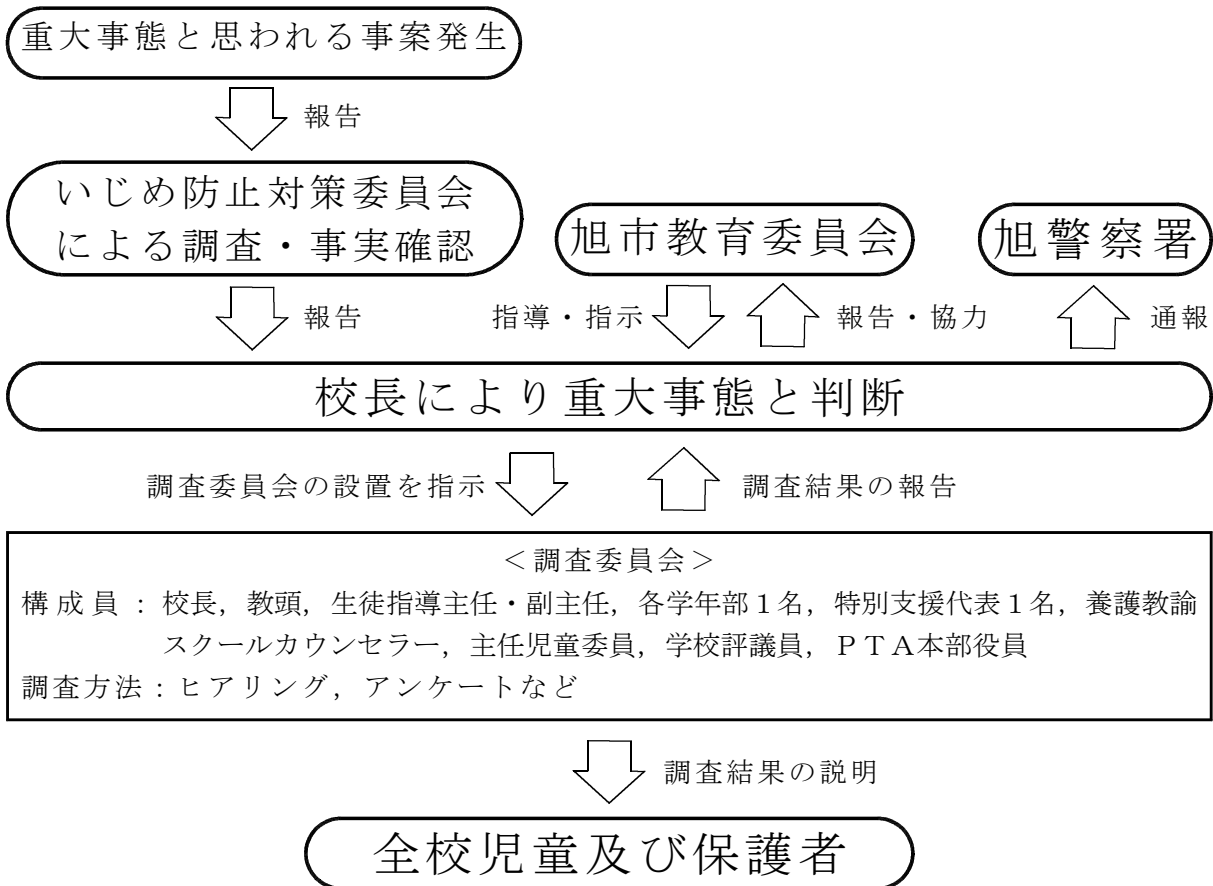 重大事態と思われる事案発生
報告
いじめ防止対策委員会
による調査・事実確認
旭市教育委員会
旭警察署
報告
指導・指示
報告・協力
通報
校長により重大事態と判断
調査委員会の設置を指示
調査結果の報告
<調査委員会>
構成員:校長,教頭,生徒指導主任・副主任,各学年部1名,特別支援代表1名,養護教諭
スクールカウンセラー,主任児童委員,学校評議員,PTA本部役員
調査方法:ヒアリング,アンケートなど
調査結果の説明
全校児童及び保護者